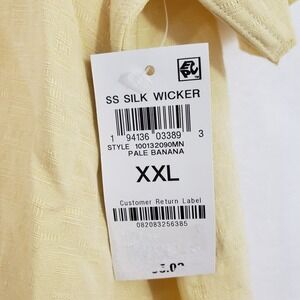 SS SILK WICKER
1 94136 03389 3
STYLE 100132090MN
PALE BANANA
XXL
Customer Return Label
082083256385